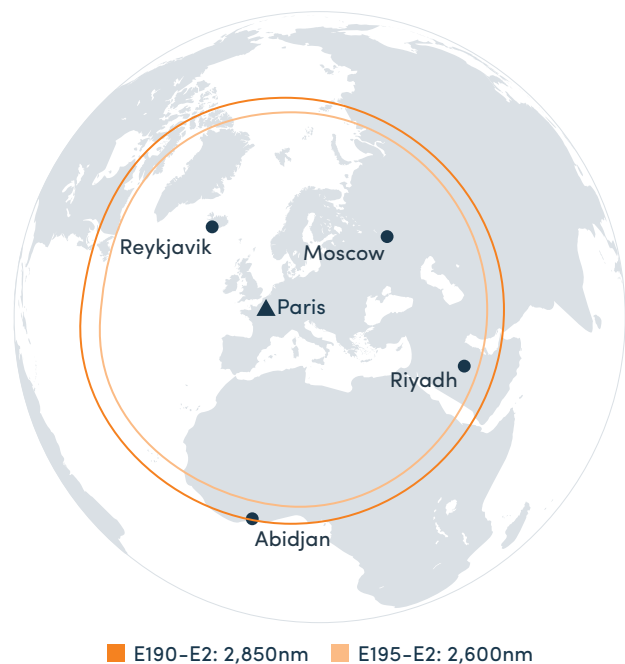 Reykjavik
Moscow
Paris
Riyadh
Abidjan
E190-E2: 2,850nm E195-E2: 2,600nm